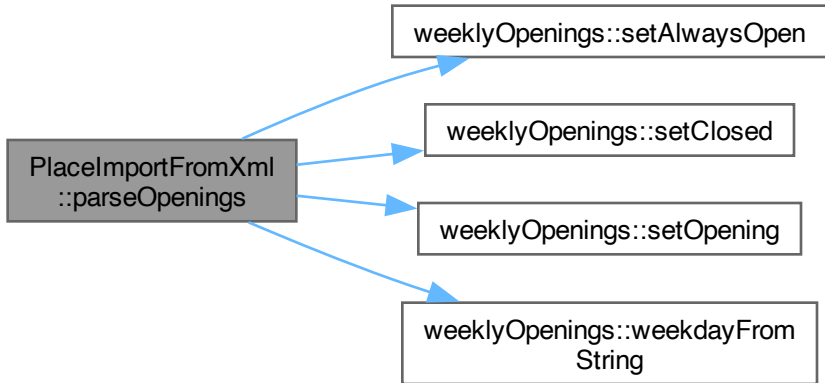 weeklyOpenings::setAlwaysOpen
weeklyOpenings::setClosed
PlaceImportFromXml
::parseOpenings
weeklyOpenings::setOpening
weeklyOpenings::weekdayFrom
String